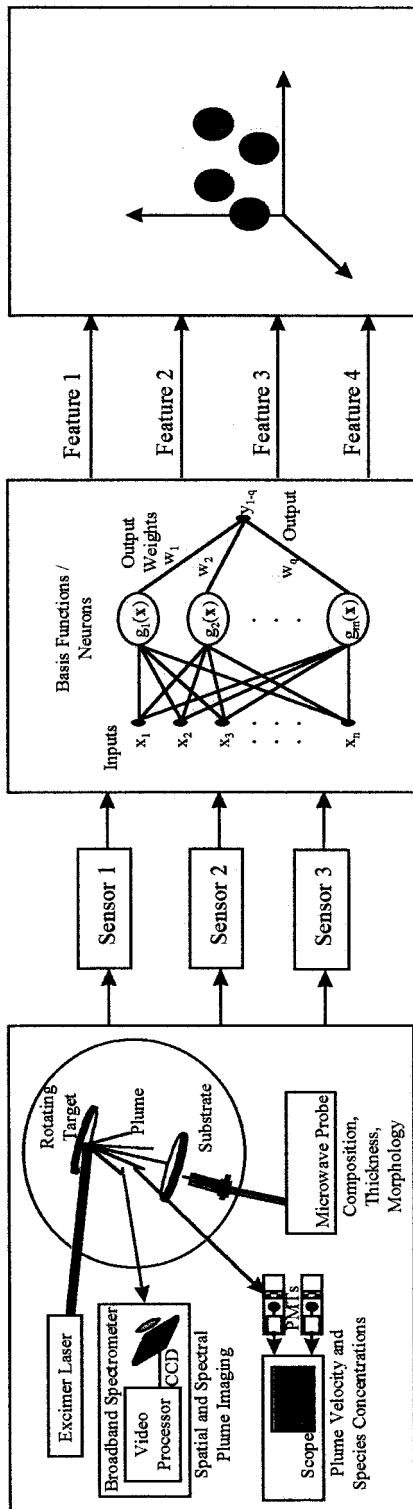 Excimer Laser
Rotating
Target
Plume
Substrate
Broadband Spectrometer
Video
Processor
CCD
Spatial and Spectral
Plume Imaging
Scope
PMTs
Plume Velocity and
Species Concentrations
Microwave Probe
Composition,
Thickness,
Morphology
Sensor 1
Sensor 2
Sensor 3
Basis Functions /
Neurons
Inputs
Output
Weights
x₁
x₂
x₃
xₙ
g₁(x)
g₂(x)
gₘ(x)
w₁
w₂
w_q
y₁₋q
Output
Feature 1
Feature 2
Feature 3
Feature 4